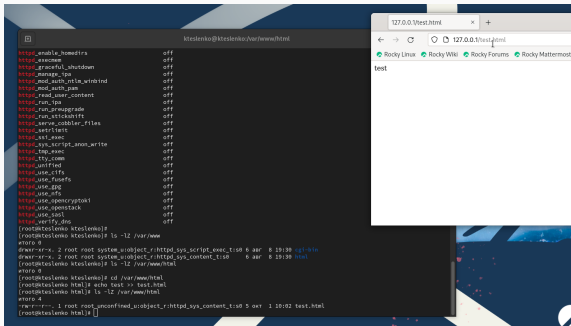 kteslenko@kteslenko:/var/www/html
httpd_enable_homedirs off
httpd_execmem off
httpd_graceful_shutdown off
httpd_manage_ipa off
httpd_mod_auth_ntlm_winbind off
httpd_mod_auth_pam off
httpd_read_user_content off
httpd_run_ipa off
httpd_run_preupgrade off
httpd_run_stickshift off
httpd_serve_cobbler_files off
httpd_setrlimit off
httpd_ssi_exec off
httpd_sys_script_anon_write off
httpd_tmp_exec off
httpd_tty_comm off
httpd_unified off
httpd_use_cifs off
httpd_use_fusefs off
httpd_use_gpg off
httpd_use_nfs off
httpd_use_opencryptoki off
httpd_use_openstack off
httpd_use_sasl off
httpd_verify_dns off
[root@kteslenko kteslenko]#
[root@kteslenko kteslenko]# ls -lZ /var/www
итого 0
drwxr-xr-x. 2 root root system_u:object_r:httpd_sys_script_exec_t:s0 6 авг 8 19:30 cgi-bin
drwxr-xr-x. 2 root root system_u:object_r:httpd_sys_content_t:s0 6 авг 8 19:30 html
[root@kteslenko kteslenko]# ls -lZ /var/www/html
итого 0
[root@kteslenko kteslenko]# cd /var/www/html
[root@kteslenko html]# echo test >> test.html
[root@kteslenko html]# ls -lZ /var/www/html
итого 4
-rw-r--r--. 1 root root unconfined_u:object_r:httpd_sys_content_t:s0 5 окт 1 10:02 test.html
[root@kteslenko html]#
127.0.0.1/test.html
127.0.0.1/test.html
Rocky Linux Rocky Wiki Rocky Forums Rocky Mattermost
test